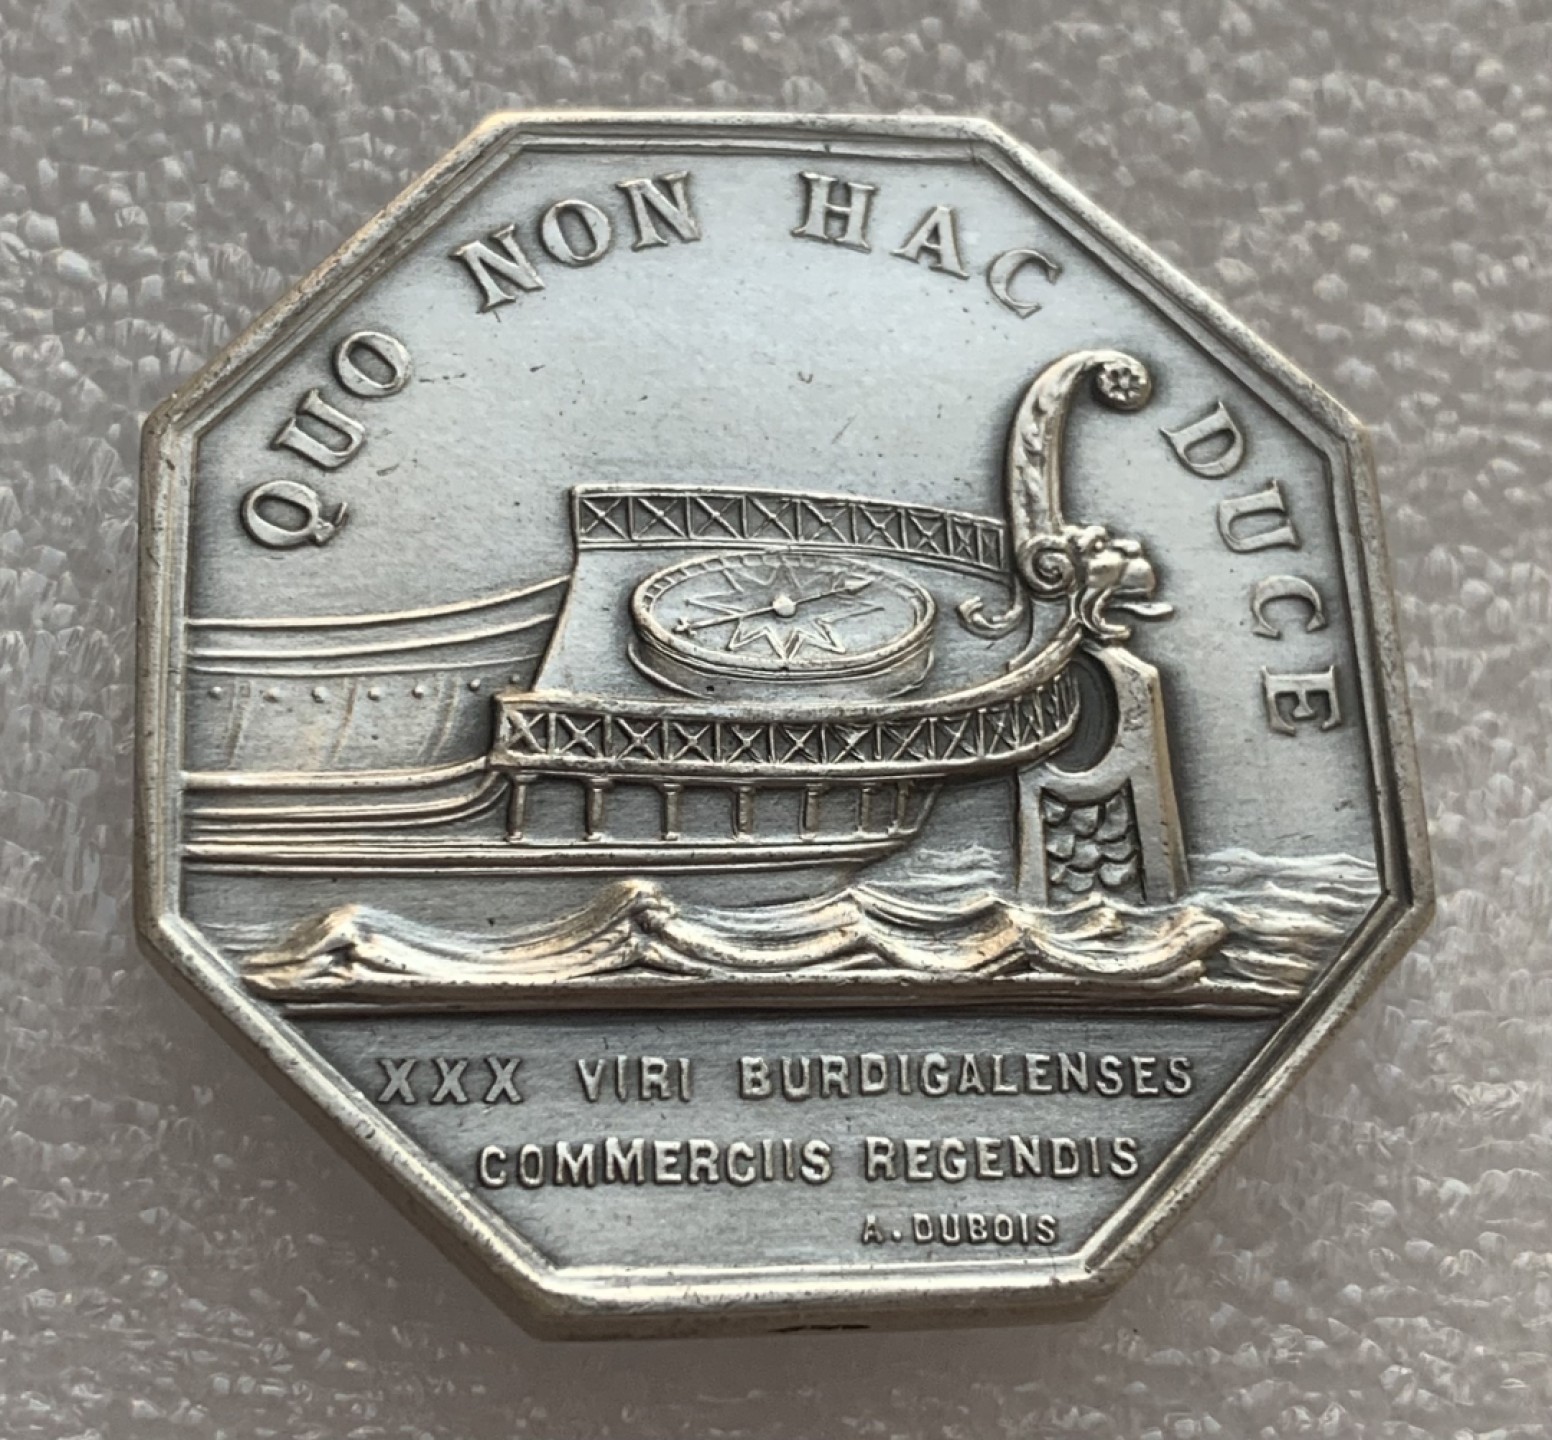 QUO NON HAC DUCE
XXX VIRI BURDIGALENSES
COMMERCIIS REGENDIS
A. DUBOIS